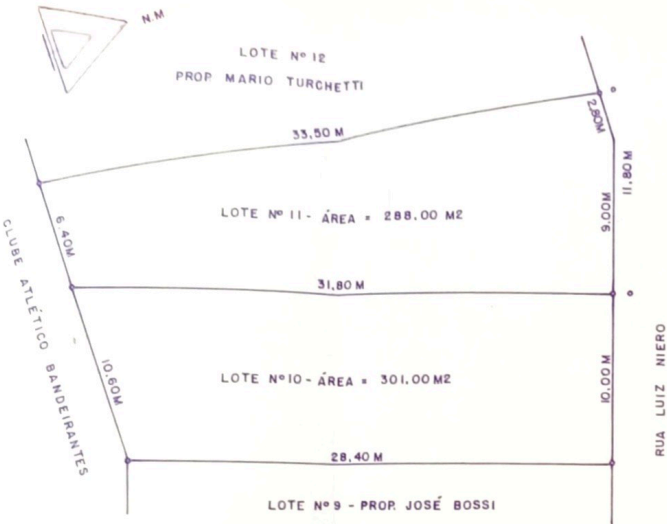 N.M
LOTE Nº 12
PROP. MARIO TURCHETTI
33,50 M
2,80M
11,80 M
9,00M
6,40M
LOTE Nº 11 - ÁREA = 288,00 M2
31,80 M
CLUBE ATLÉTICO BANDEIRANTES
10,60M
LOTE Nº 10 - ÁREA = 301,00 M2
10,00 M
RUA LUIZ NIERO
28,40 M
LOTE Nº 9 - PROP. JOSÉ BOSSI